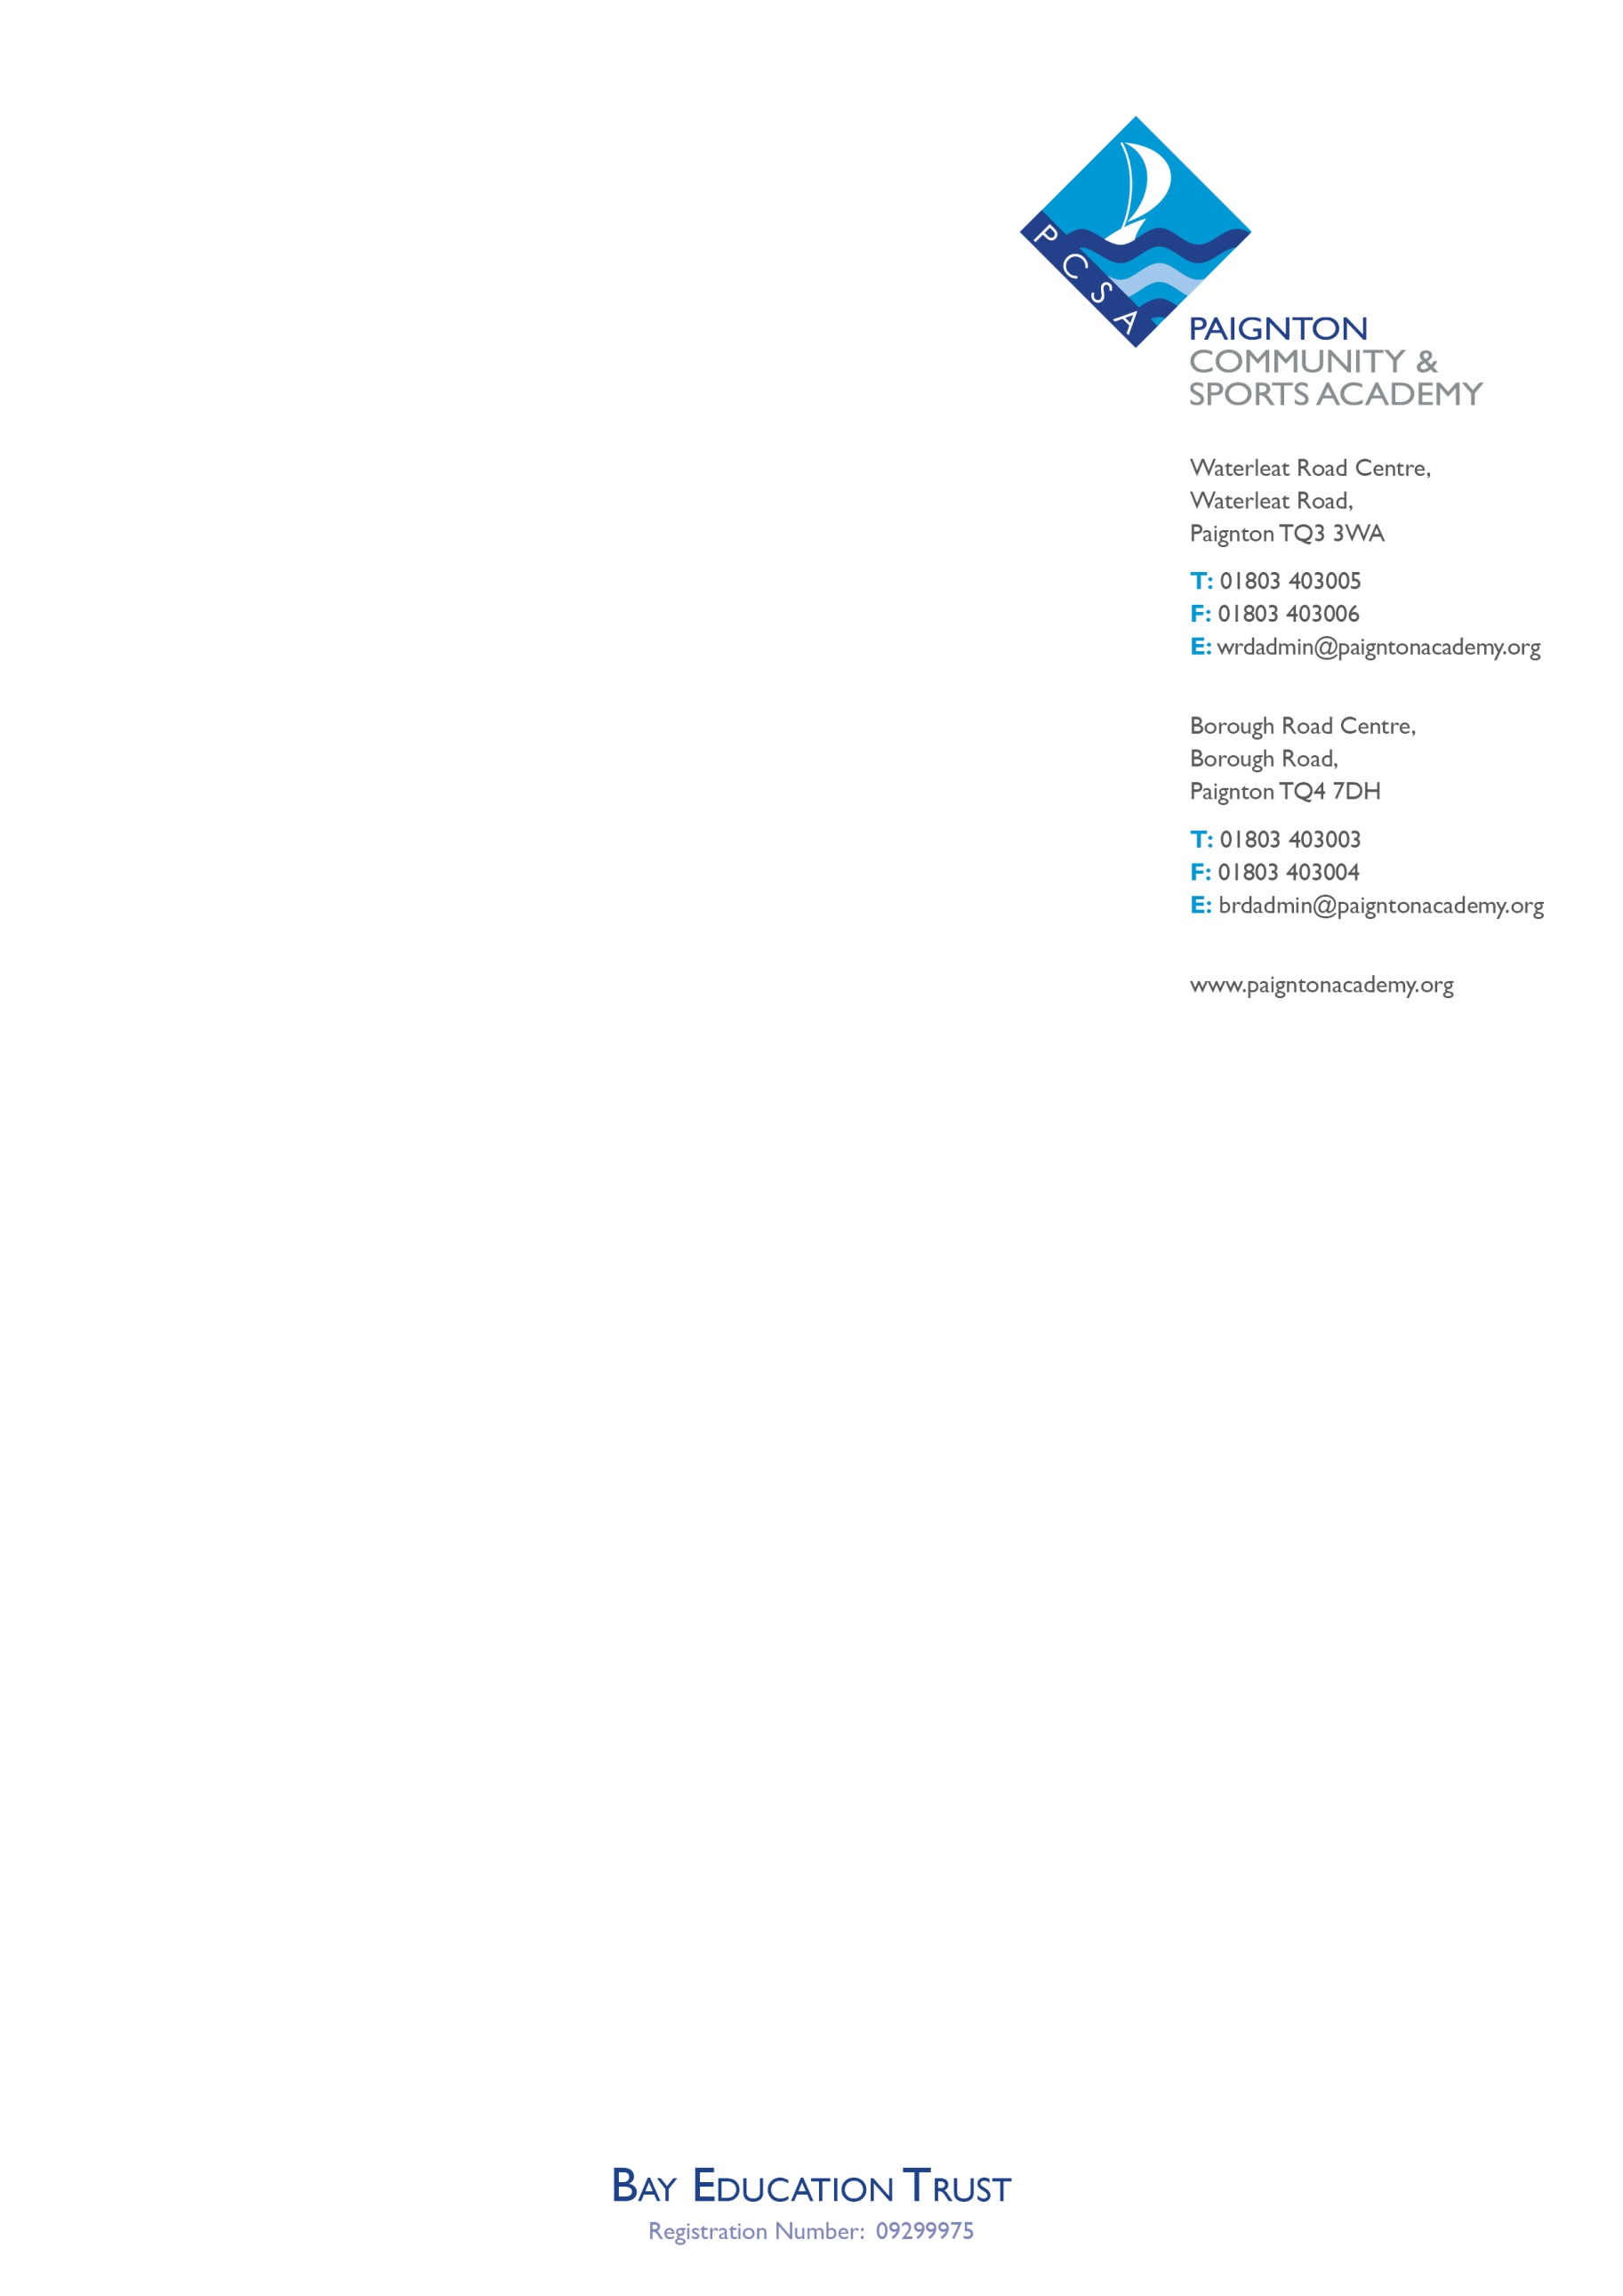 PCSA
PAIGNTON
COMMUNITY &
SPORTS ACADEMY
Waterleat Road Centre,
Waterleat Road,
Paignton TQ3 3WA
T: 01803 403005
F: 01803 403006
E: wrdadmin@paigntonacademy.org
Borough Road Centre,
Borough Road,
Paignton TQ4 7DH
T: 01803 403003
F: 01803 403004
E: brdadmin@paigntonacademy.org
www.paigntonacademy.org
BAY EDUCATION TRUST
Registration Number: 09299975